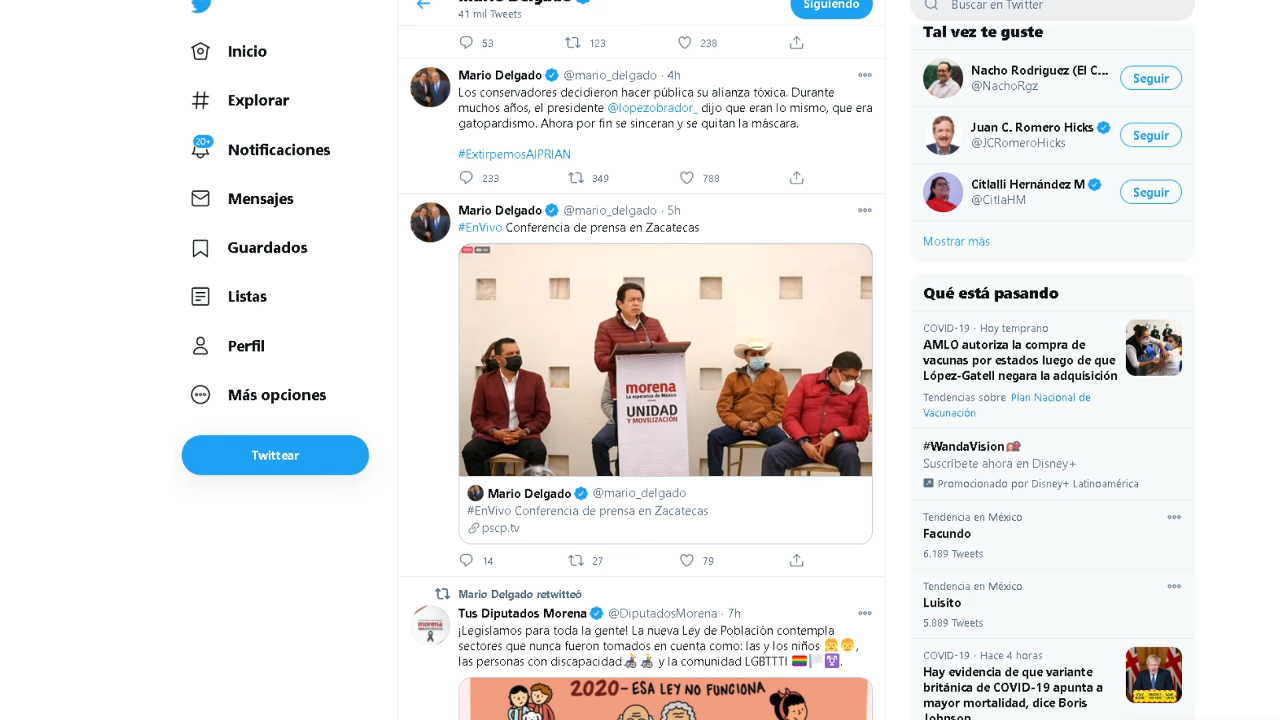 Inicio
Explorar
20+
Notificaciones
Mensajes
Guardados
Listas
Perfil
Más opciones
Twittear
Mario Delgado
41 mil Tweets
Siguiendo
53 123 238
Mario Delgado @mario_delgado · 4h
Los conservadores decidieron hacer pública su alianza tóxica. Durante
muchos años, el presidente @lopezobrador_ dijo que eran lo mismo, que era
gatopardismo. Ahora por fin se sinceran y se quitan la máscara.
#ExtirpemosAlPRIAN
233 349 788
Mario Delgado @mario_delgado · 5h
#EnVivo Conferencia de prensa en Zacatecas
morena
La esperanza de México
UNIDAD
Y MOVILIZACIÓN
Mario Delgado @mario_delgado
#EnVivo Conferencia de prensa en Zacatecas
pscp.tv
14 27 79
Mario Delgado retwitteó
morena
Tus Diputados Morena @DiputadosMorena · 7h
¡Legislamos para toda la gente! La nueva Ley de Población contempla
sectores que nunca fueron tomados en cuenta como: las y los niños 👧👦,
las personas con discapacidad👩‍🦽👨‍🦽 y la comunidad LGBTTTI 🏳️‍🌈🏳️⚧.
2020 - ESA LEY NO FUNCIONA
Buscar en Twitter
Tal vez te guste
Nacho Rodriguez (El C...
@NachoRgz
Seguir
Juan C. Romero Hicks
@JCRomeroHicks
Seguir
Citlalli Hernández M
@CitlaHM
Seguir
Mostrar más
Qué está pasando
COVID-19 · Hoy temprano
AMLO autoriza la compra de
vacunas por estados luego de que
López-Gatell negara la adquisición
Tendencias sobre Plan Nacional de
Vacunación
#WandaVision
Suscríbete ahora en Disney+
Promocionado por Disney+ Latinoamérica
Tendencia en México
Facundo
6.189 Tweets
Tendencia en México
Luisito
5.889 Tweets
COVID-19 · Hace 4 horas
Hay evidencia de que variante
británica de COVID-19 apunta a
mayor mortalidad, dice Boris
Johnson